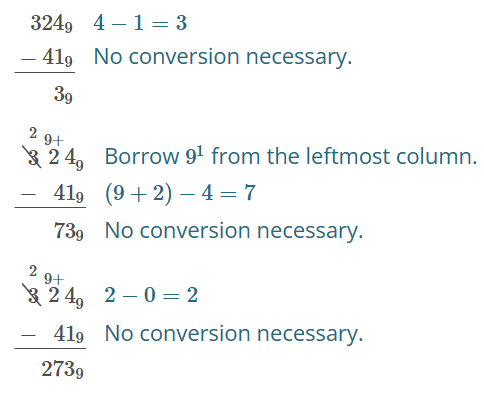 324₉ 4 − 1 = 3
− 41₉ No conversion necessary.
3₉
2 9+
3 2 4₉ Borrow 9¹ from the leftmost column.
− 41₉ (9 + 2) − 4 = 7
73₉ No conversion necessary.
2 9+
3 2 4₉ 2 − 0 = 2
− 41₉ No conversion necessary.
273₉